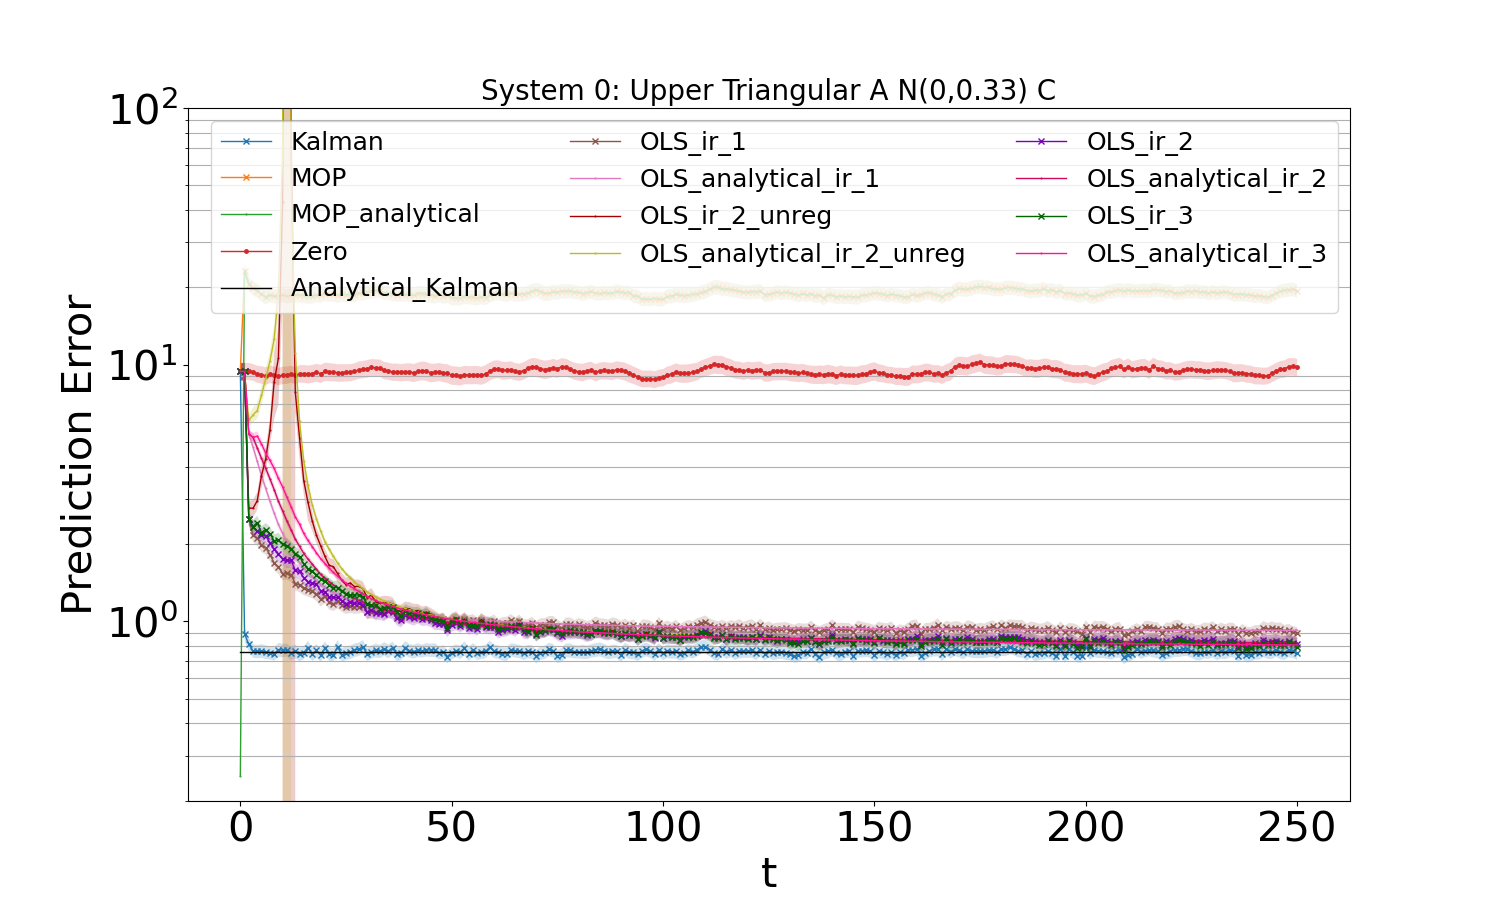 System 0: Upper Triangular A N(0,0.33) C
Prediction Error
10^2
10^1
10^0
Kalman
MOP
MOP_analytical
Zero
Analytical_Kalman
OLS_ir_1
OLS_analytical_ir_1
OLS_ir_2_unreg
OLS_analytical_ir_2_unreg
OLS_ir_2
OLS_analytical_ir_2
OLS_ir_3
OLS_analytical_ir_3
0 50 100 150 200 250
t